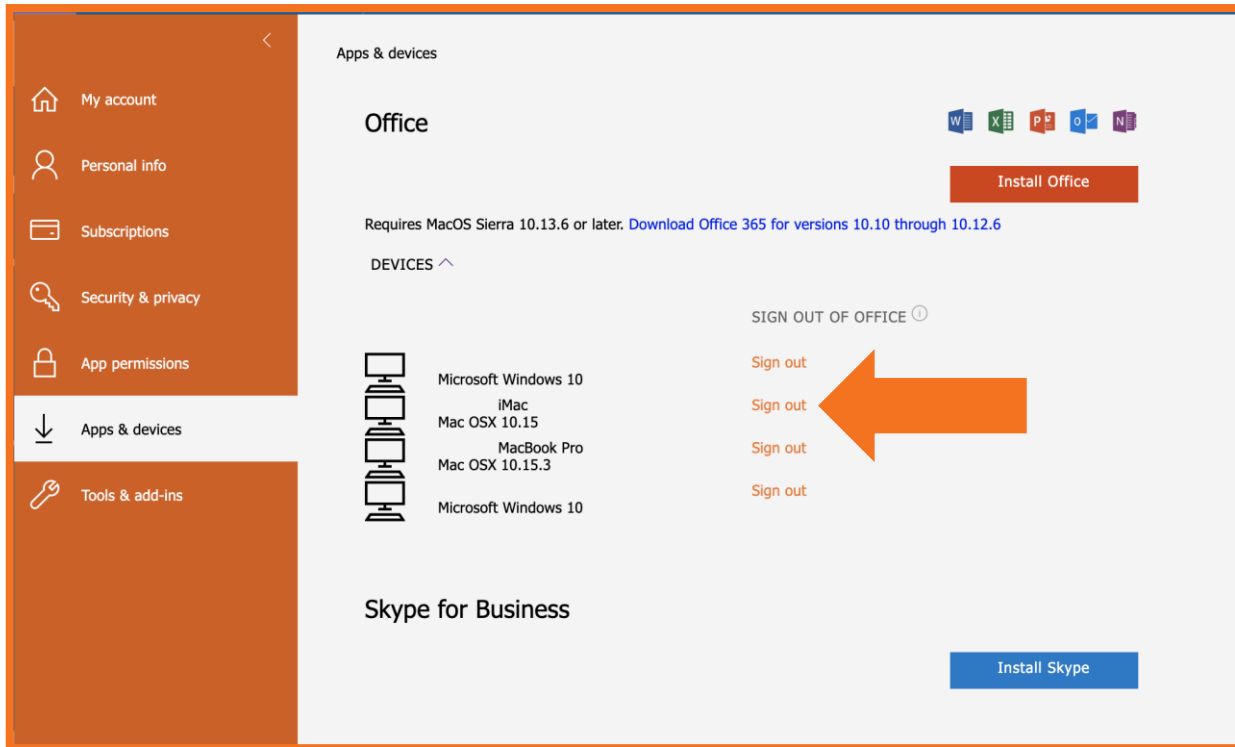 Apps & devices
My account
Personal info
Subscriptions
Security & privacy
App permissions
Apps & devices
Tools & add-ins
Office
W X P O N
Install Office
Requires MacOS Sierra 10.13.6 or later. Download Office 365 for versions 10.10 through 10.12.6
DEVICES
SIGN OUT OF OFFICE
Sign out
Microsoft Windows 10
iMac
Sign out
Mac OSX 10.15
MacBook Pro
Sign out
Mac OSX 10.15.3
Sign out
Microsoft Windows 10
Skype for Business
Install Skype